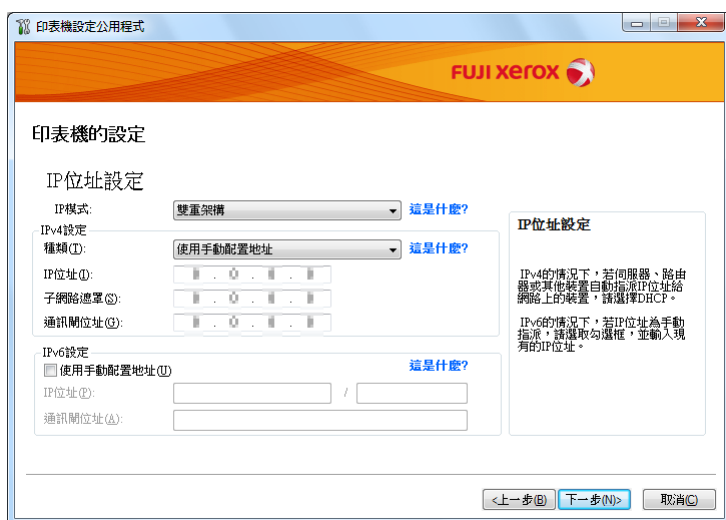 印表機設定公用程式
FUJI xerox
印表機的設定
IP位址設定
IP模式: 雙重架構 這是什麼?
IPv4設定
種類(T): 使用手動配置地址 這是什麼?
IP位址(I):
子網路遮罩(S):
通訊閘位址(G):
IPv6設定
使用手動配置地址(U) 這是什麼?
IP位址(P): /
通訊閘位址(A):
IP位址設定
IPv4的情況下，若伺服器、路由
器或其他裝置自動指派IP位址給
網路上的裝置，請選擇DHCP。
IPv6的情況下，若IP位址為手動
指派，請選取勾選框，並輸入現
有的IP位址。
<上一步(B) 下一步(N)> 取消(C)